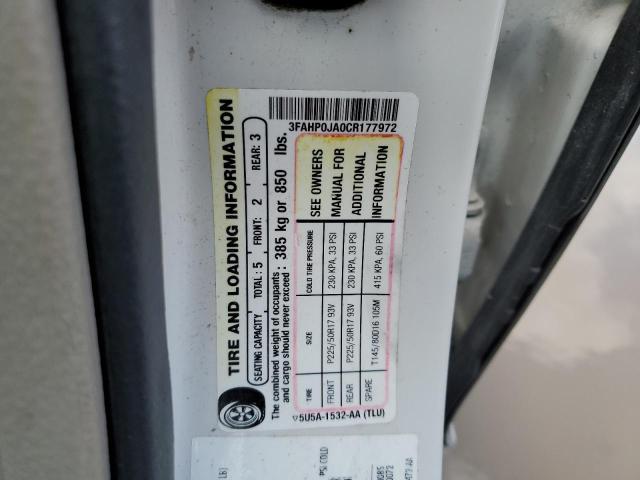 3FAHP0JA0CR177972
TIRE AND LOADING INFORMATION
SEATING CAPACITY TOTAL: 5 FRONT: 2 REAR: 3
The combined weight of occupants
and cargo should never exceed: 385 kg or 850 lbs.
TIRE SIZE COLD TIRE PRESSURE SEE OWNERS
FRONT P225/50R17 93V 230 KPA, 33 PSI MANUAL FOR
REAR P225/50R17 93V 230 KPA, 33 PSI ADDITIONAL
SPARE T145/80D16 105M 415 KPA, 60 PSI INFORMATION
5U5A-1532-AA (TLU)
PSI COLD